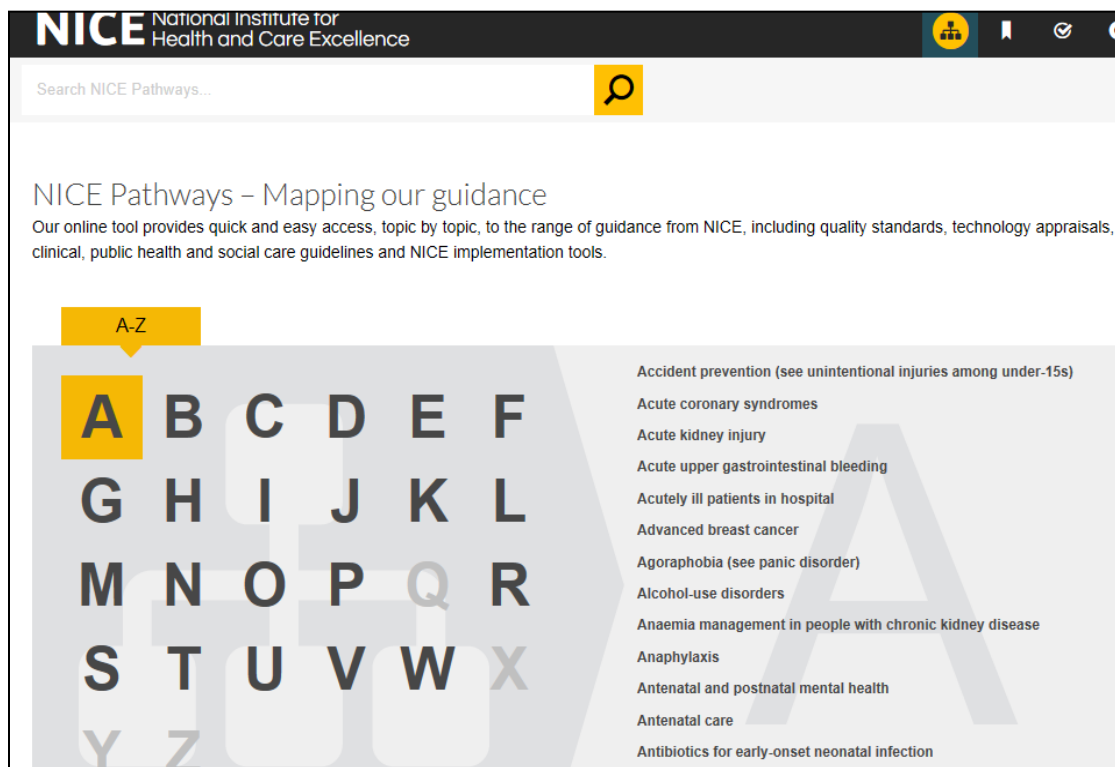 NICE National Institute for
Health and Care Excellence
Search NICE Pathways...
NICE Pathways – Mapping our guidance
Our online tool provides quick and easy access, topic by topic, to the range of guidance from NICE, including quality standards, technology appraisals,
clinical, public health and social care guidelines and NICE implementation tools.
A-Z
A B C D E F
G H I J K L
M N O P Q R
S T U V W X
Y Z
Accident prevention (see unintentional injuries among under-15s)
Acute coronary syndromes
Acute kidney injury
Acute upper gastrointestinal bleeding
Acutely ill patients in hospital
Advanced breast cancer
Agoraphobia (see panic disorder)
Alcohol-use disorders
Anaemia management in people with chronic kidney disease
Anaphylaxis
Antenatal and postnatal mental health
Antenatal care
Antibiotics for early-onset neonatal infection
A